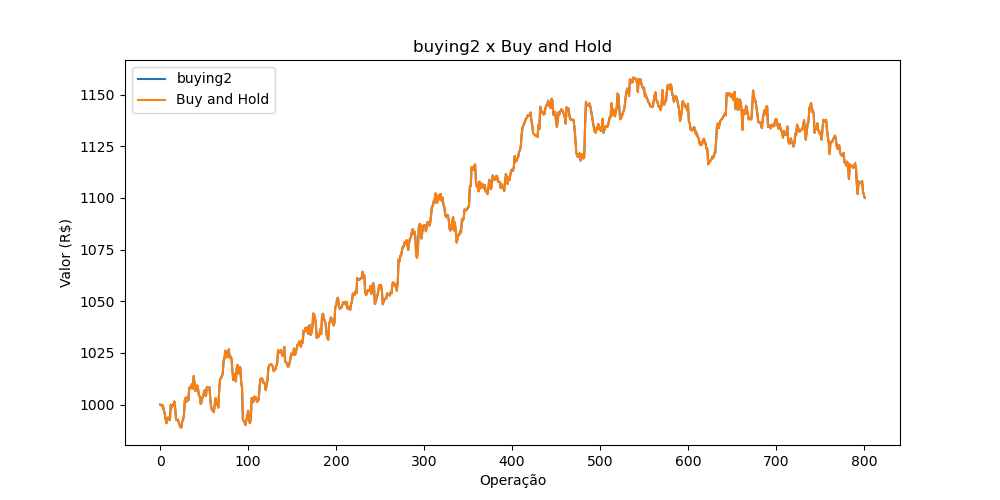 buying2 x Buy and Hold
buying2
Buy and Hold
Valor (R$)
1150
1125
1100
1075
1050
1025
1000
0 100 200 300 400 500 600 700 800
Operação